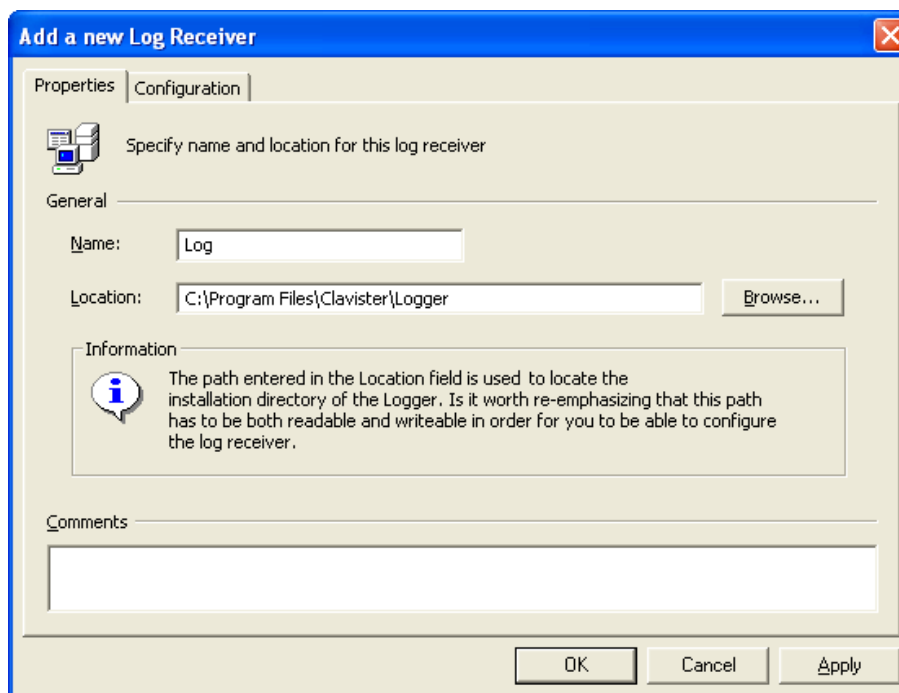 Add a new Log Receiver
Properties
Configuration
Specify name and location for this log receiver
General
Name:
Log
Location:
C:\Program Files\Clavister\Logger
Browse...
Information
The path entered in the Location field is used to locate the
installation directory of the Logger. Is it worth re-emphasizing that this path
has to be both readable and writeable in order for you to be able to configure
the log receiver.
Comments
OK
Cancel
Apply